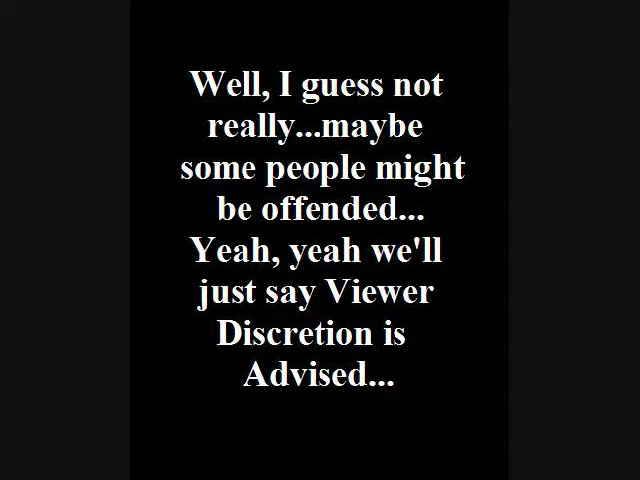 Well, I guess not
really...maybe
some people might
be offended...
Yeah, yeah we'll
just say Viewer
Discretion is
Advised...